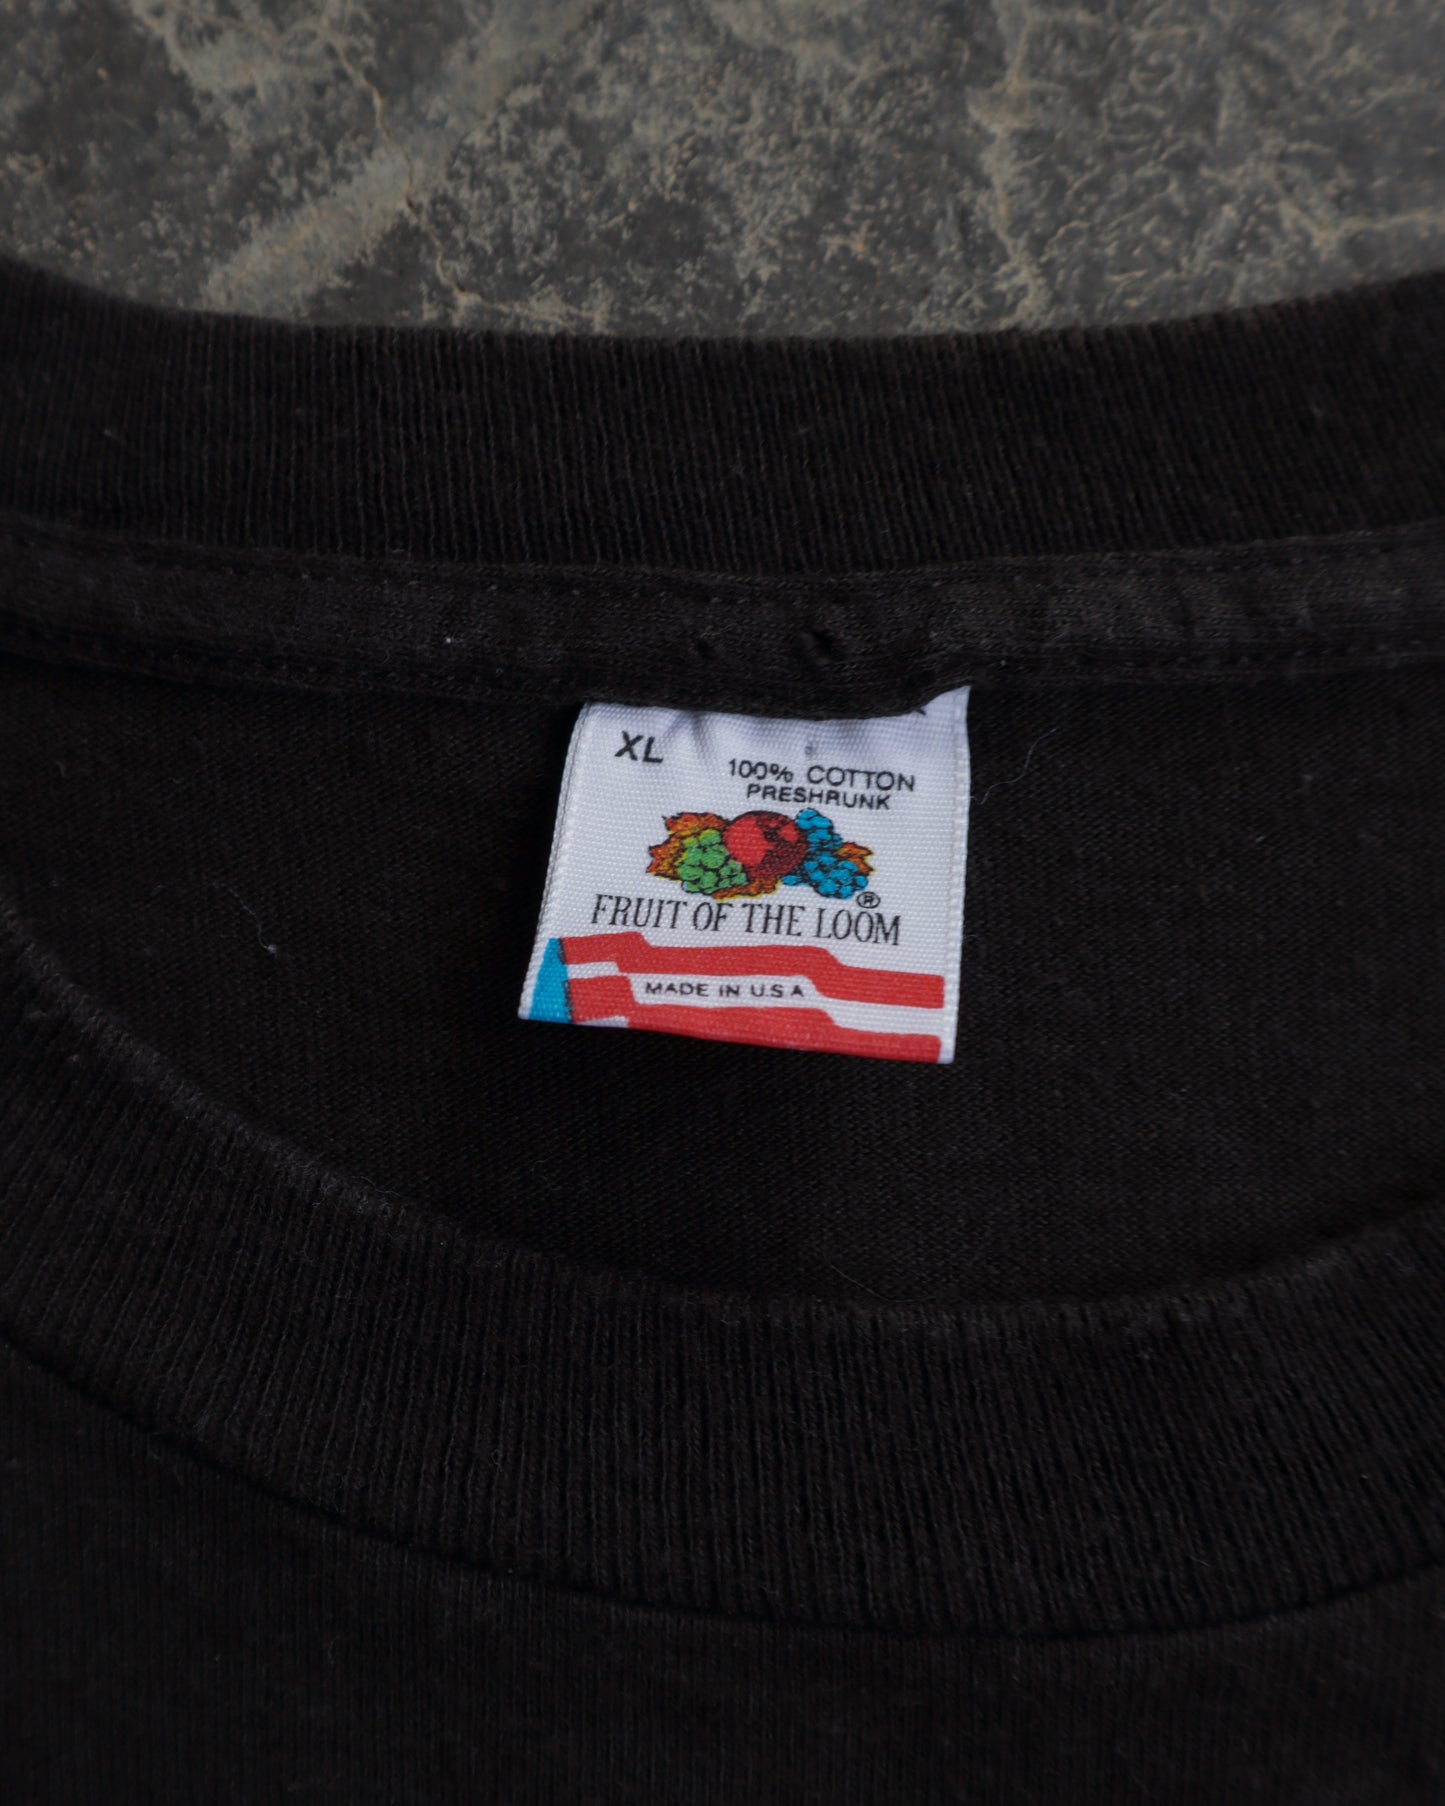 XL
100% COTTON
PRESHRUNK
®
FRUIT OF THE LOOM
MADE IN U.S A